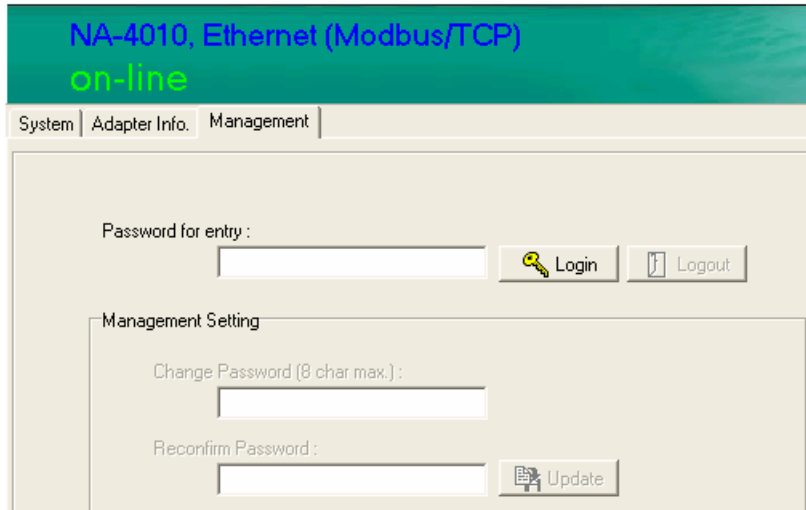 NA-4010, Ethernet (Modbus/TCP)
on-line
System Adapter Info. Management
Password for entry :
Login Logout
Management Setting
Change Password (8 char max.) :
Reconfirm Password :
Update